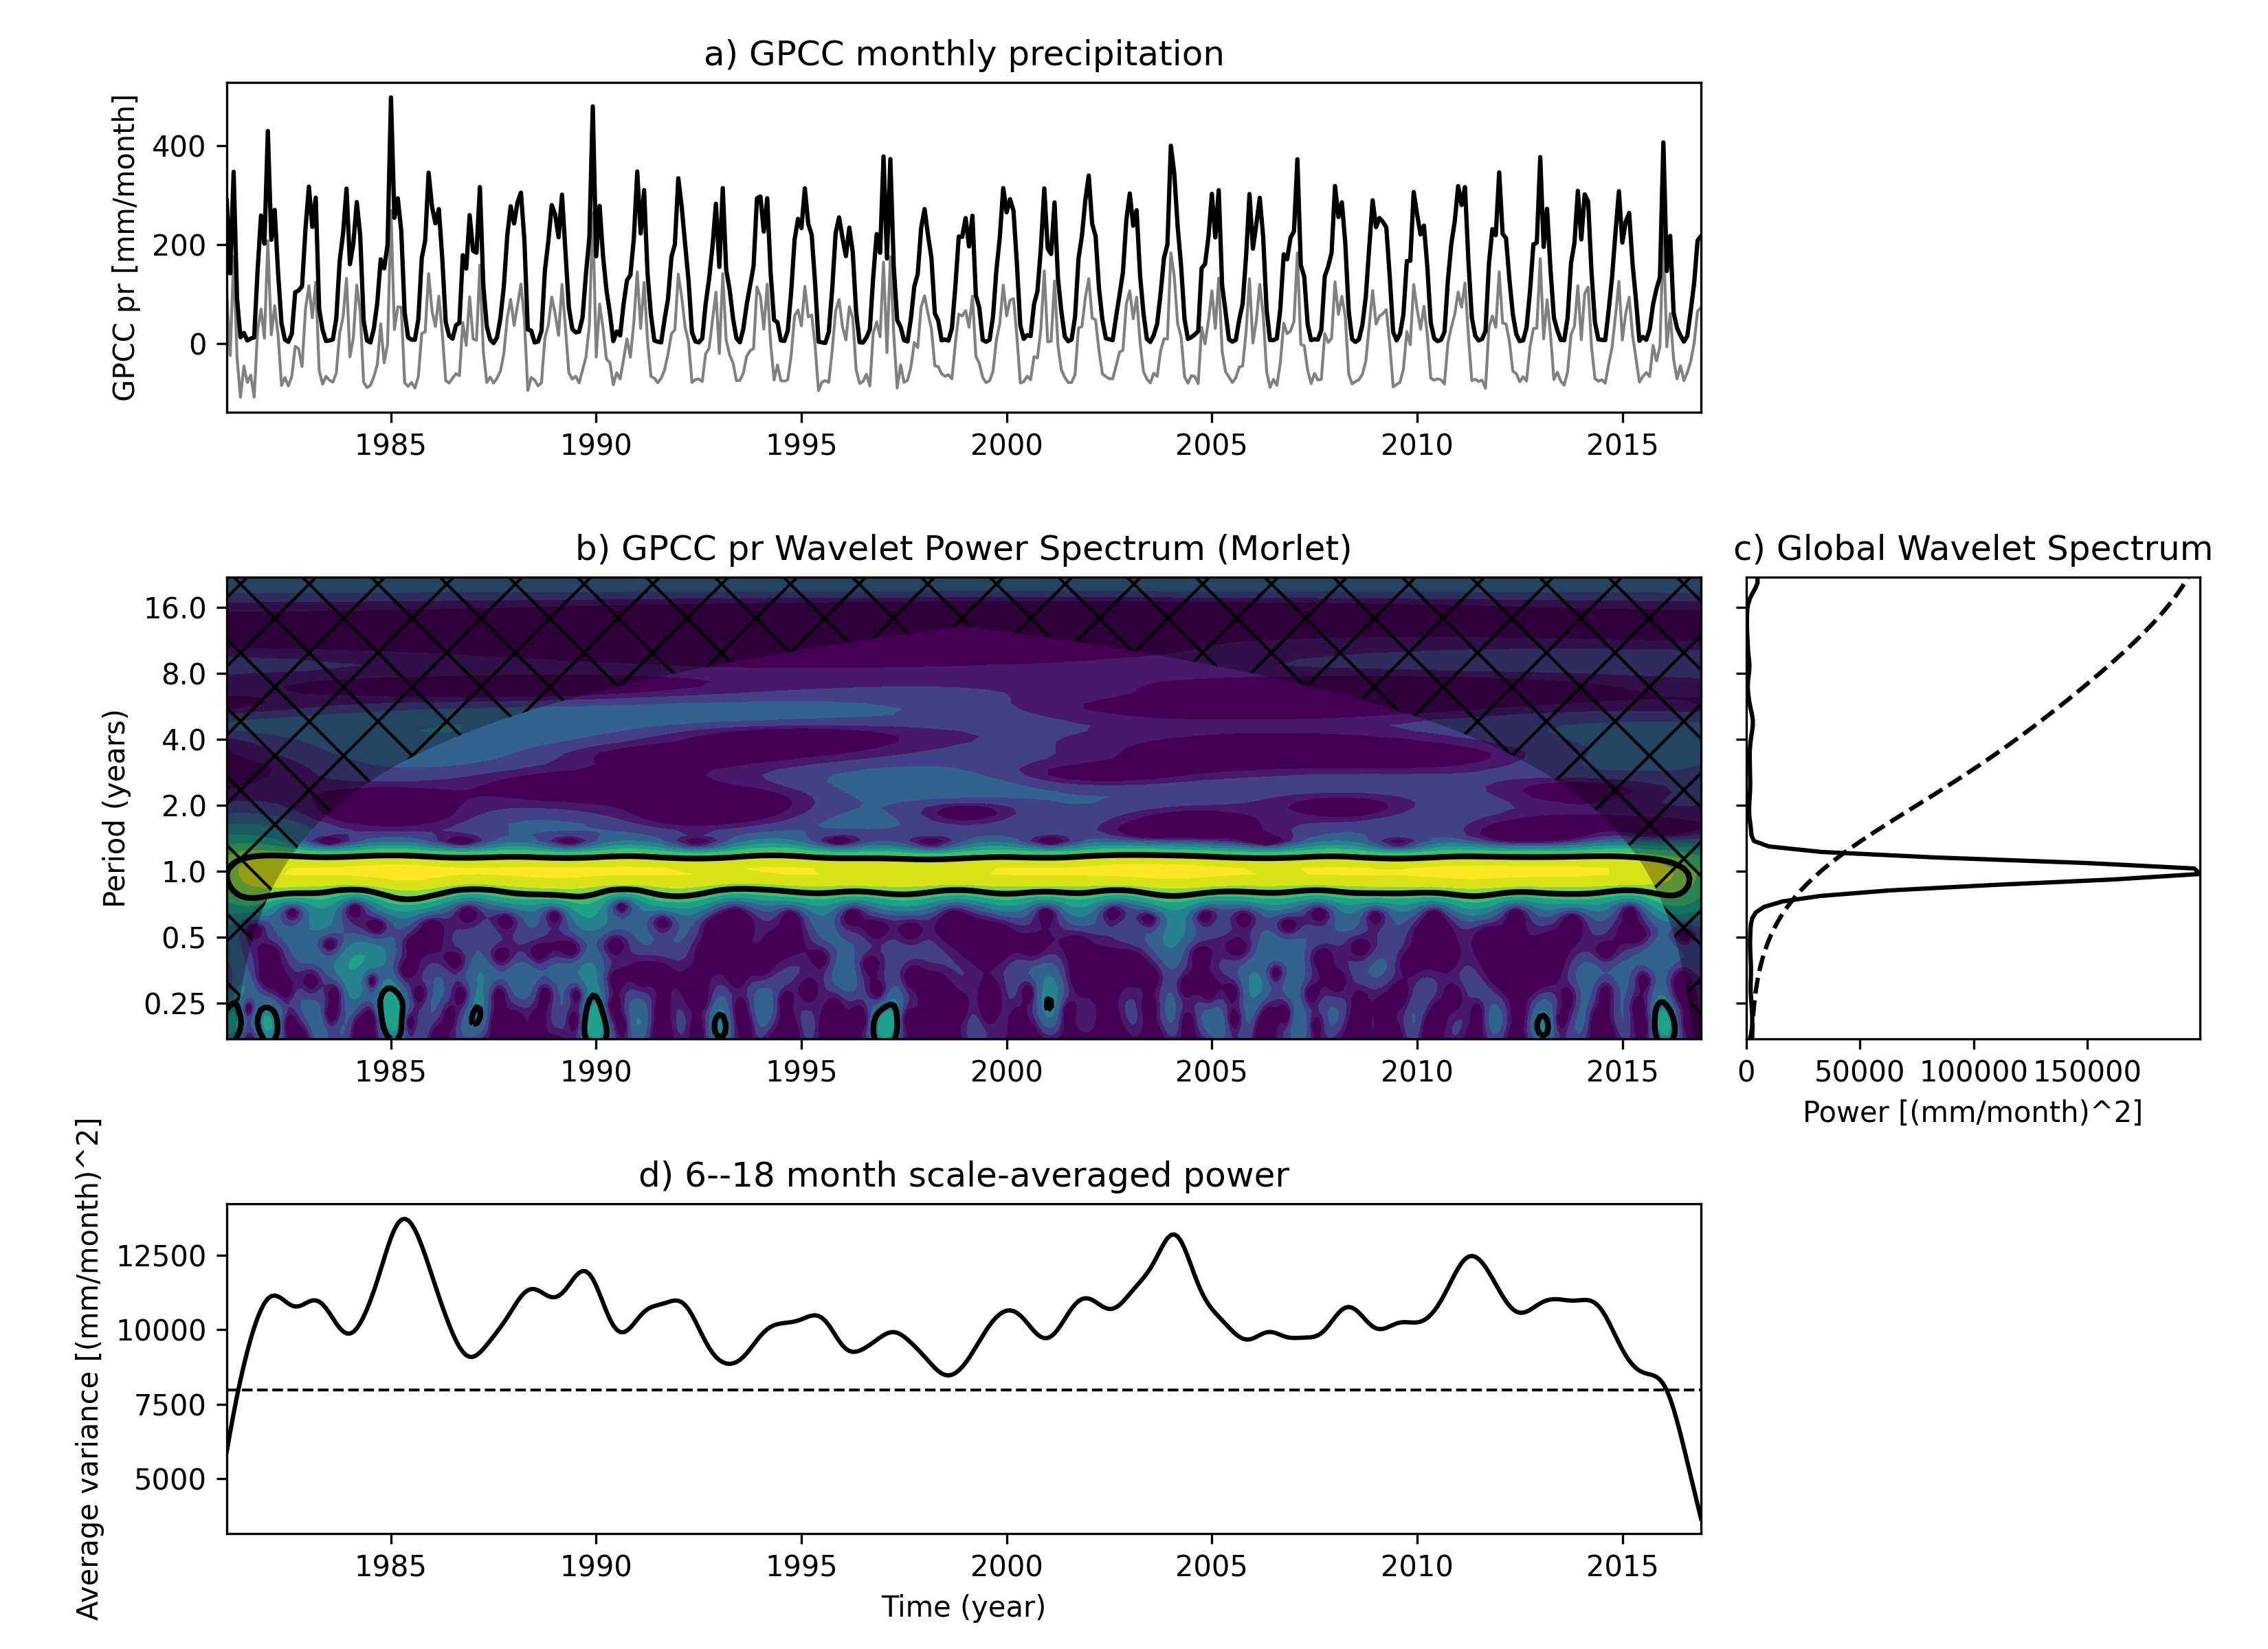 a) GPCC monthly precipitation
GPCC pr [mm/month]
400
200
0
1985 1990 1995 2000 2005 2010 2015
b) GPCC pr Wavelet Power Spectrum (Morlet)
Period (years)
16.0
8.0
4.0
2.0
1.0
0.5
0.25
1985 1990 1995 2000 2005 2010 2015
c) Global Wavelet Spectrum
0 50000 100000 150000
Power [(mm/month)^2]
d) 6--18 month scale-averaged power
Average variance [(mm/month)^2]
12500
10000
7500
5000
1985 1990 1995 2000 2005 2010 2015
Time (year)